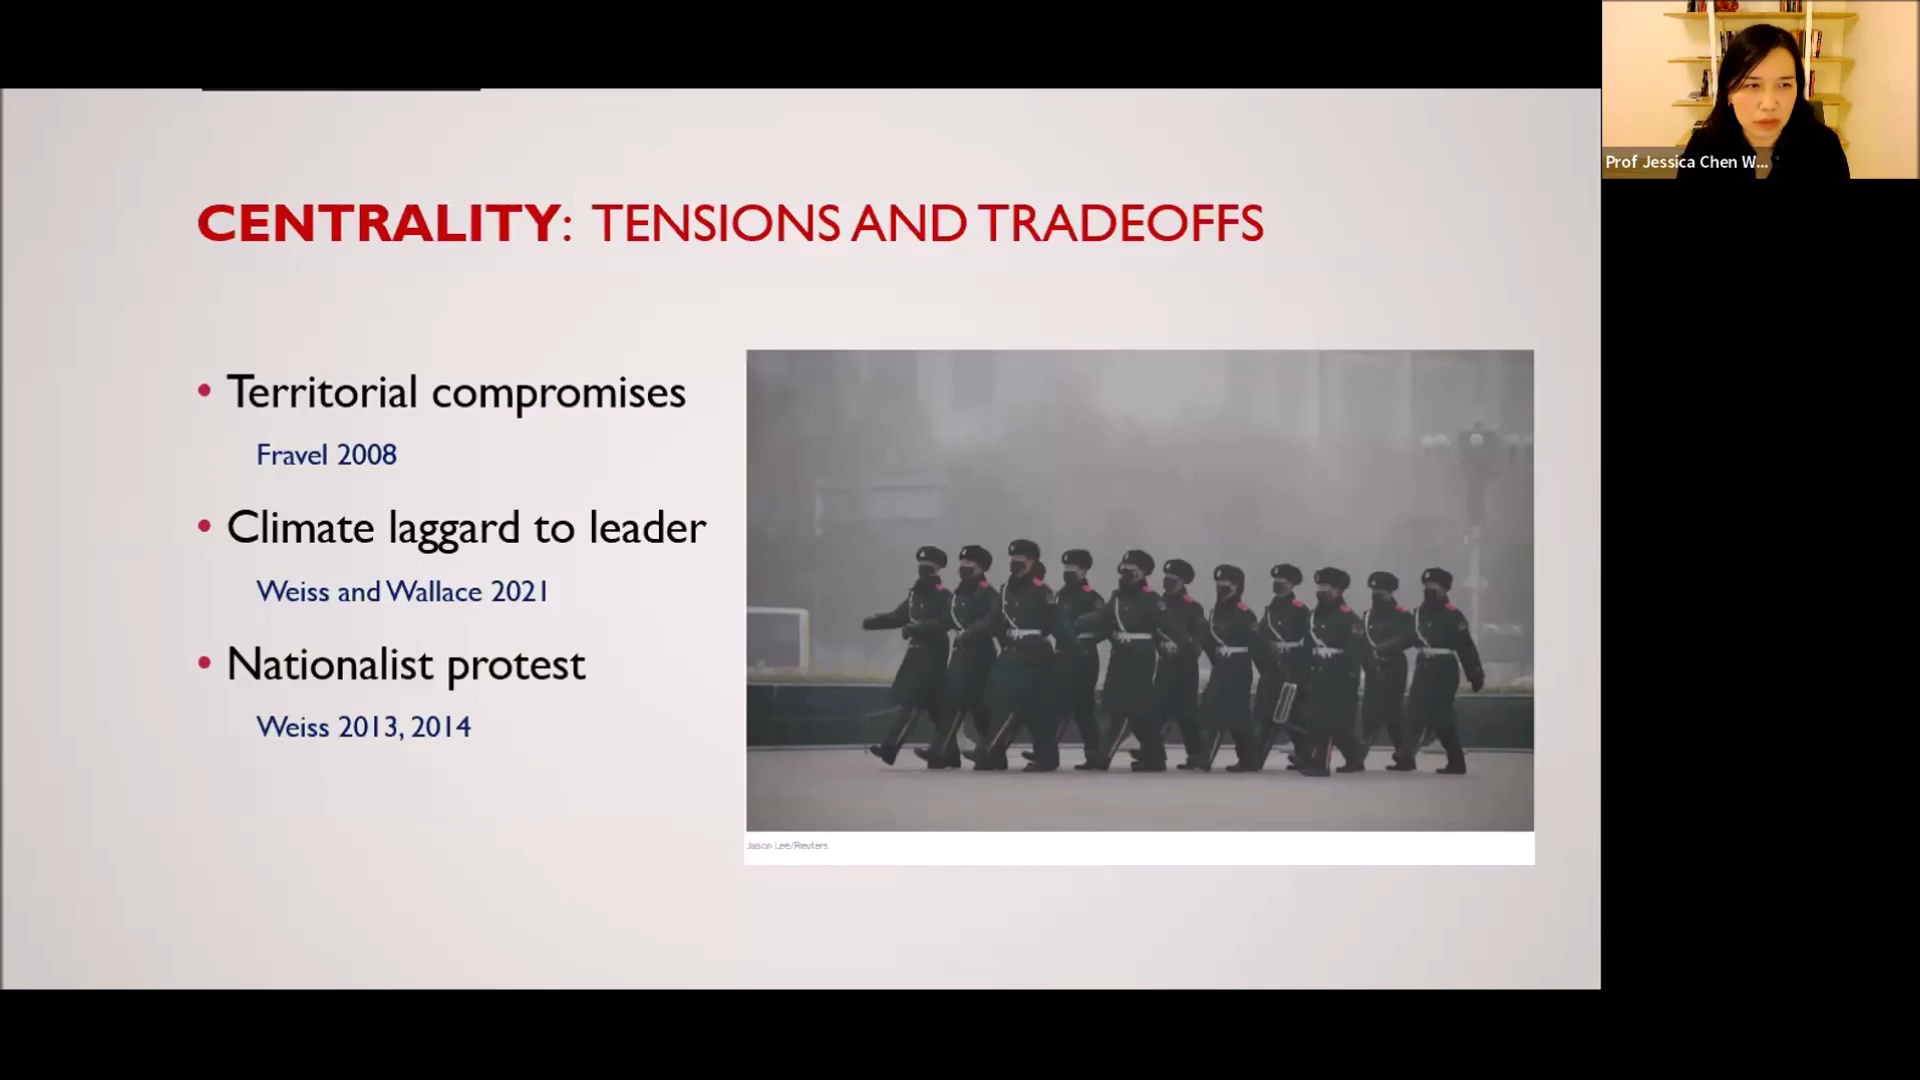 Prof Jessica Chen W...
CENTRALITY: TENSIONS AND TRADEOFFS
• Territorial compromises
Fravel 2008
• Climate laggard to leader
Weiss and Wallace 2021
• Nationalist protest
Weiss 2013, 2014
Jason Lee/Reuters